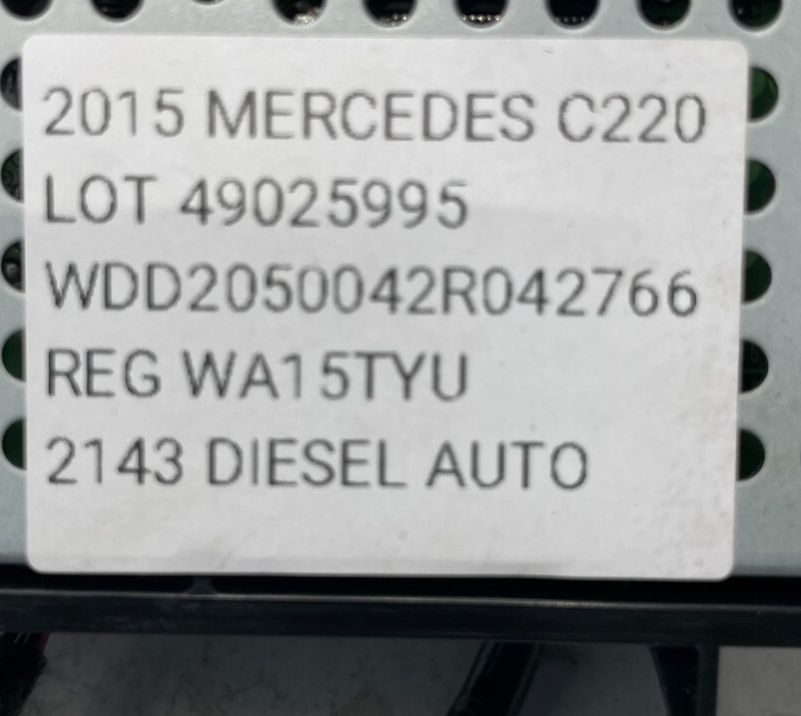 2015 MERCEDES C220
LOT 49025995
WDD2050042R042766
REG WA15TYU
2143 DIESEL AUTO